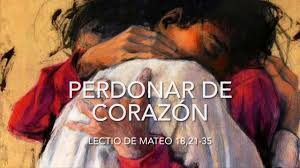 PERDONAR DE
CORAZÓN
LECTIO DE MATEO 18,21-35